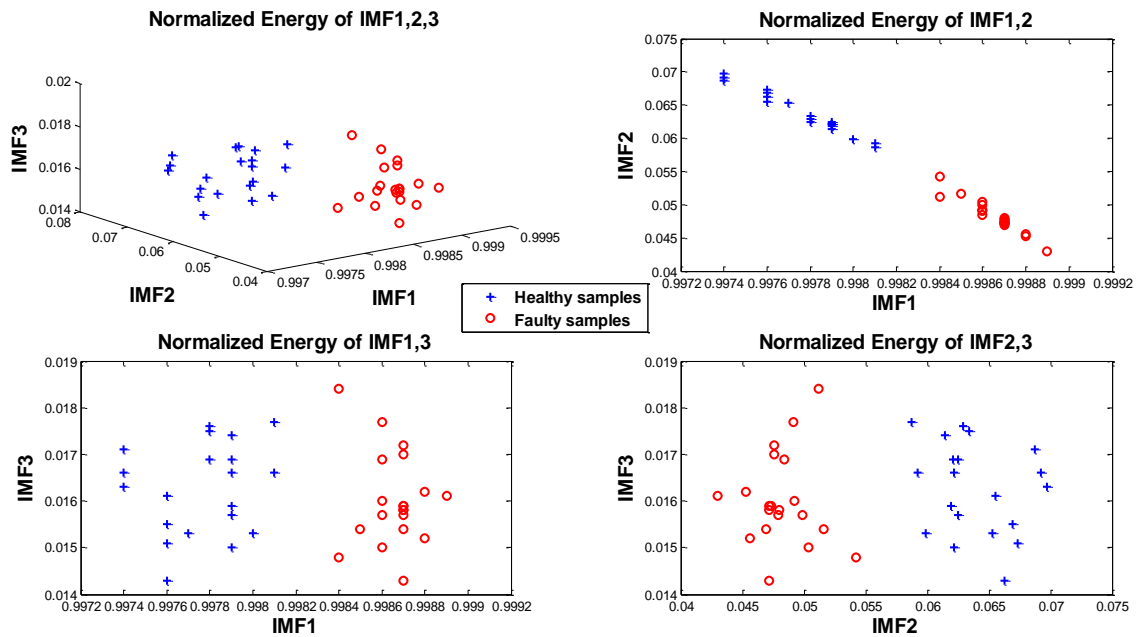 Normalized Energy of IMF1,2,3
0.02
0.018
0.016
0.014
IMF3
0.08
0.07
0.06
0.05
0.04
IMF2
0.997
0.9975
0.998
0.9985
0.999
0.9995
IMF1
Normalized Energy of IMF1,2
0.075
0.07
0.065
0.06
0.055
0.05
0.045
0.04
IMF2
0.9972 0.9974 0.9976 0.9978 0.998 0.9982 0.9984 0.9986 0.9988 0.999 0.9992
IMF1
Healthy samples
Faulty samples
Normalized Energy of IMF1,3
0.019
0.018
0.017
0.016
0.015
0.014
IMF3
0.9972 0.9974 0.9976 0.9978 0.998 0.9982 0.9984 0.9986 0.9988 0.999 0.9992
IMF1
Normalized Energy of IMF2,3
0.019
0.018
0.017
0.016
0.015
0.014
IMF3
0.04 0.045 0.05 0.055 0.06 0.065 0.07 0.075
IMF2